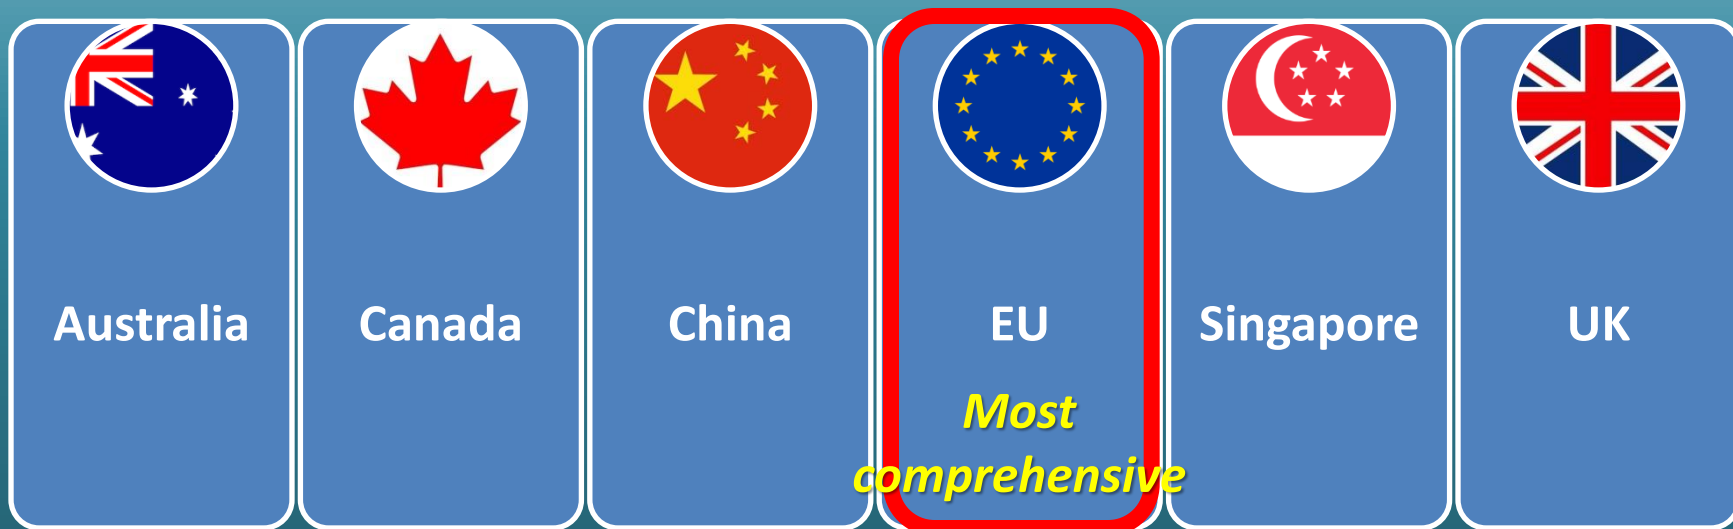 Australia
Canada
China
EU
Most
comprehensive
Singapore
UK